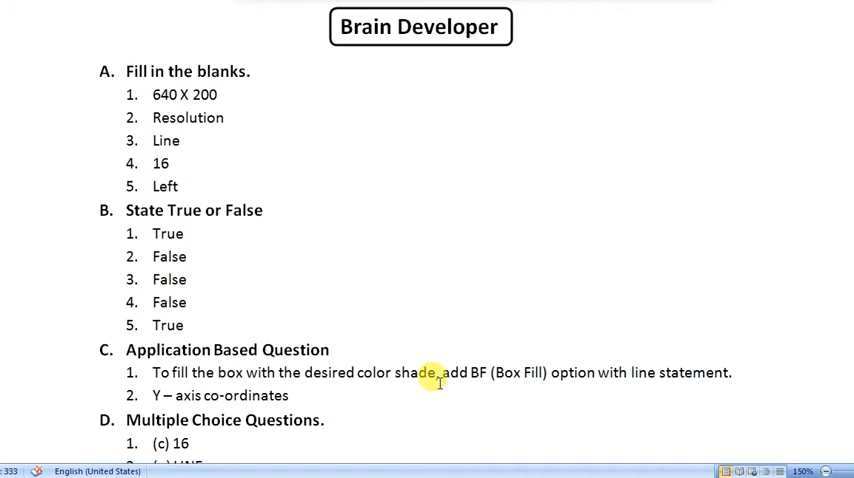 Brain Developer
A. Fill in the blanks.
1. 640 X 200
2. Resolution
3. Line
4. 16
5. Left
B. State True or False
1. True
2. False
3. False
4. False
5. True
C. Application Based Question
1. To fill the box with the desired color shade, add BF (Box Fill) option with line statement.
2. Y – axis co-ordinates
D. Multiple Choice Questions.
1. (c) 16
: 333 English (United States) 150%